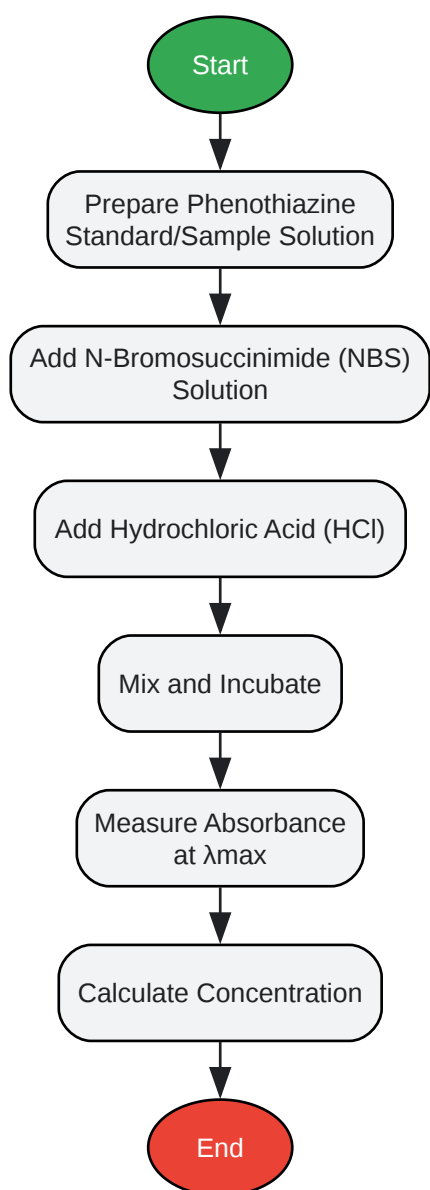 Start
Prepare Phenothiazine
Standard/Sample Solution
Add N-Bromosuccinimide (NBS)
Solution
Add Hydrochloric Acid (HCl)
Mix and Incubate
Measure Absorbance
at λmax
Calculate Concentration
End